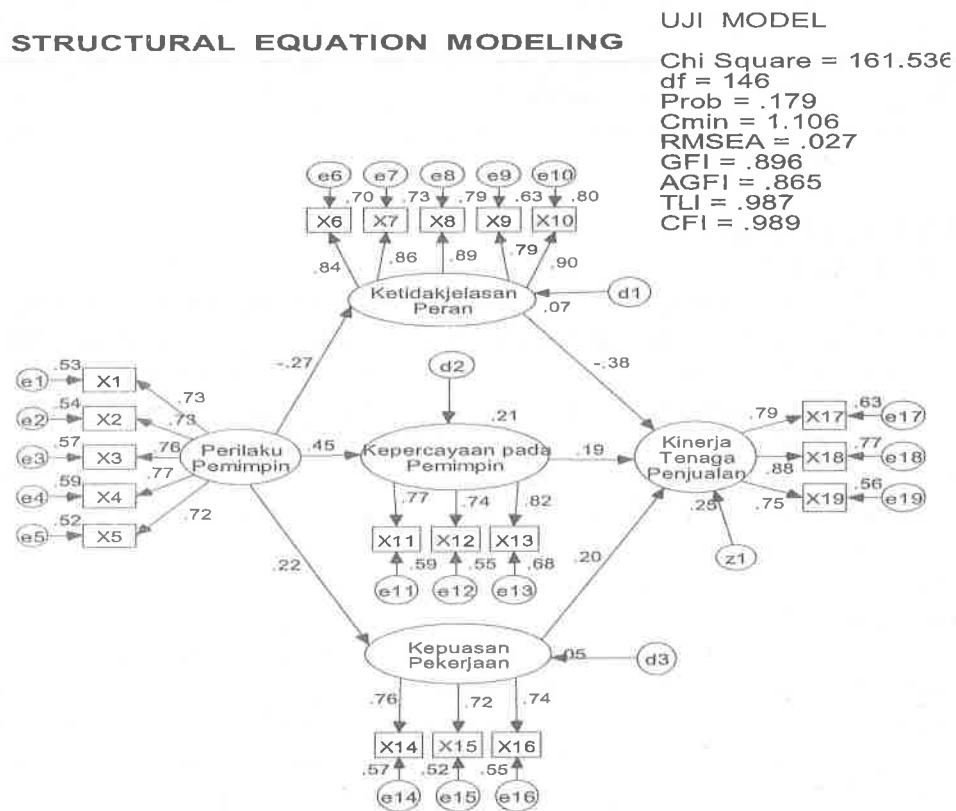 STRUCTURAL EQUATION MODELING
UJI MODEL
Chi Square = 161.536
df = 146
Prob = .179
Cmin = 1.106
RMSEA = .027
GFI = .896
AGFI = .865
TLI = .987
CFI = .989
e6 e7 e8 e9 e10
.70 .73 .79 .63 .80
X6 X7 X8 X9 X10
.84 .86 .89 .79 .90
Ketidakjelasan
Peran
.07
d1
-.27
-.38
d2
.21
e1 .53 X1 .73
e2 .54 X2 .73
e3 .57 X3 .76
e4 .59 X4 .77
e5 .52 X5 .72
Perilaku
Pemimpin
.45
Kepercayaan pada
Pemimpin
.19
Kinerja
Tenaga
Penjualan
.25
.79 X17 .63 e17
.88 X18 .77 e18
.75 X19 .56 e19
z1
.77 .74 .82
X11 X12 X13
.59 .55 .68
e11 e12 e13
.22
.20
Kepuasan
Pekerjaan
.05
d3
.76 .72 .74
X14 X15 X16
.57 .52 .55
e14 e15 e16